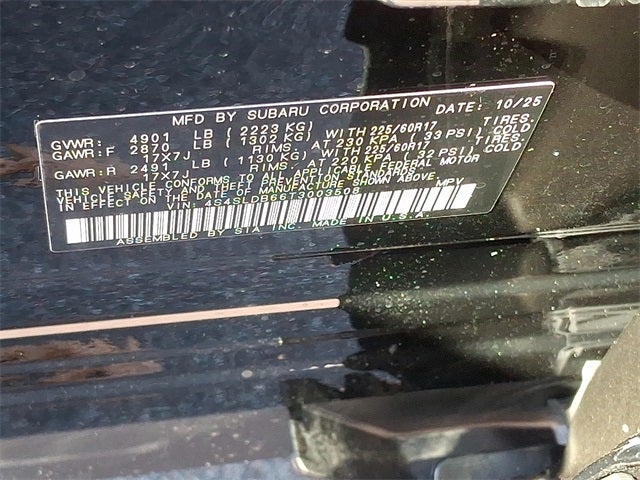 MFD BY SUBARU CORPORATION DATE: 10/25
GVWR: 4901 LB (2223 KG)
GAWR:F 2870 LB (1302 KG) WITH 225/60R17 TIRES.
17X7J RIMS. AT 230 KPA (33 PSI) COLD
GAWR:R 2491 LB (1130 KG) WITH 225/60R17 TIRES.
17X7J RIMS. AT 220 KPA (32 PSI) COLD
THIS VEHICLE CONFORMS TO ALL APPLICABLE FEDERAL MOTOR
VEHICLE SAFETY AND THEFT PREVENTION STANDARDS
IN EFFECT ON THE DATE OF MANUFACTURE SHOWN ABOVE.
VIN: 4S4SLDB66T3003508 MPV
ASSEMBLED BY SIA INC. MADE IN U.S.A.